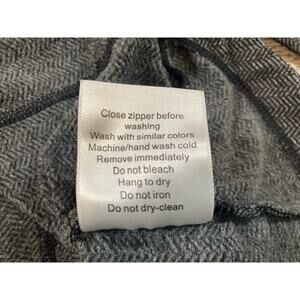 Close zipper before
washing
Wash with similar colors
Machine/hand wash cold
Remove immediately
Do not bleach
Hang to dry
Do not iron
Do not dry-clean